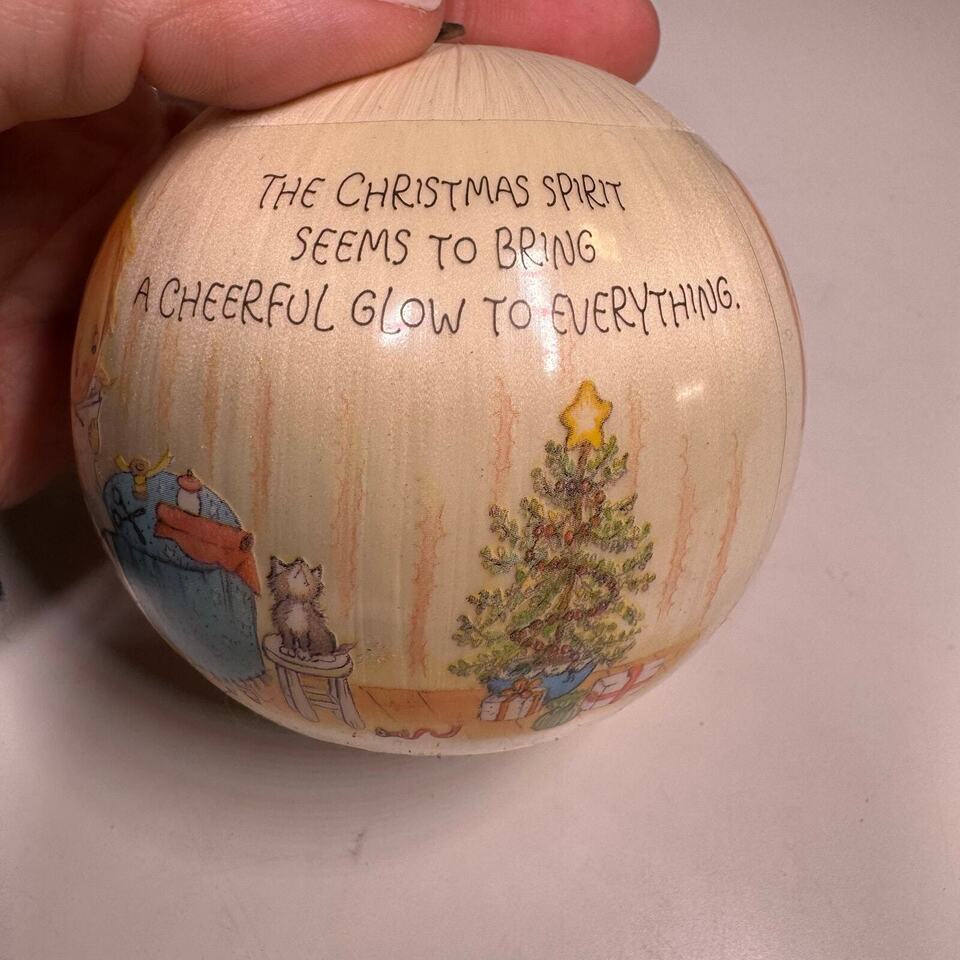 THE CHRISTMAS SPIRIT
SEEMS TO BRING
A CHEERFUL GLOW TO EVERYTHING.